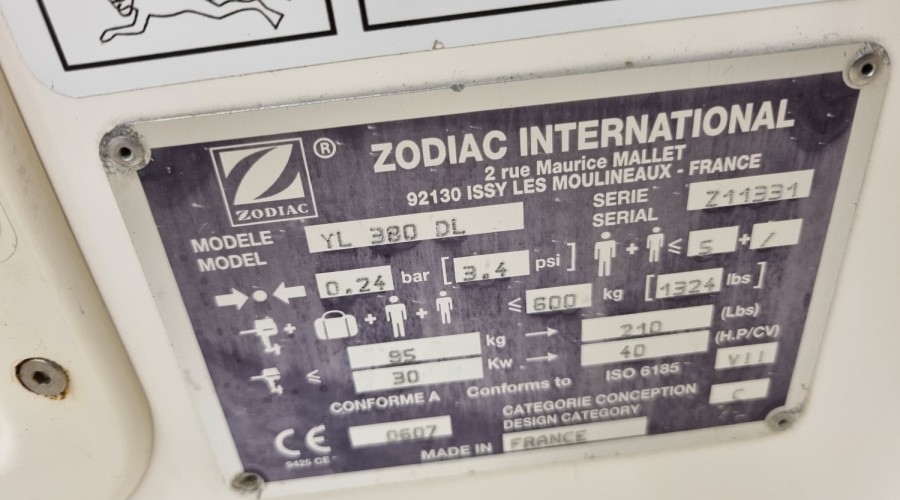 ZODIAC
®
ZODIAC INTERNATIONAL
2 rue Maurice MALLET
92130 ISSY LES MOULINEAUX - FRANCE
SERIE
SERIAL
Z11331
MODELE
MODEL
YL 380 DL
≤ 5 + /
0.24 bar [3.4 psi]
+ + + ≤ 600 kg [1324 lbs]
95 kg → 210 (Lbs)
≤ 30 Kw → 40 (H.P/CV)
CONFORME A Conforms to ISO 6185 VII
CATEGORIE CONCEPTION
DESIGN CATEGORY
C
CE 0607
9425 CE
MADE IN FRANCE